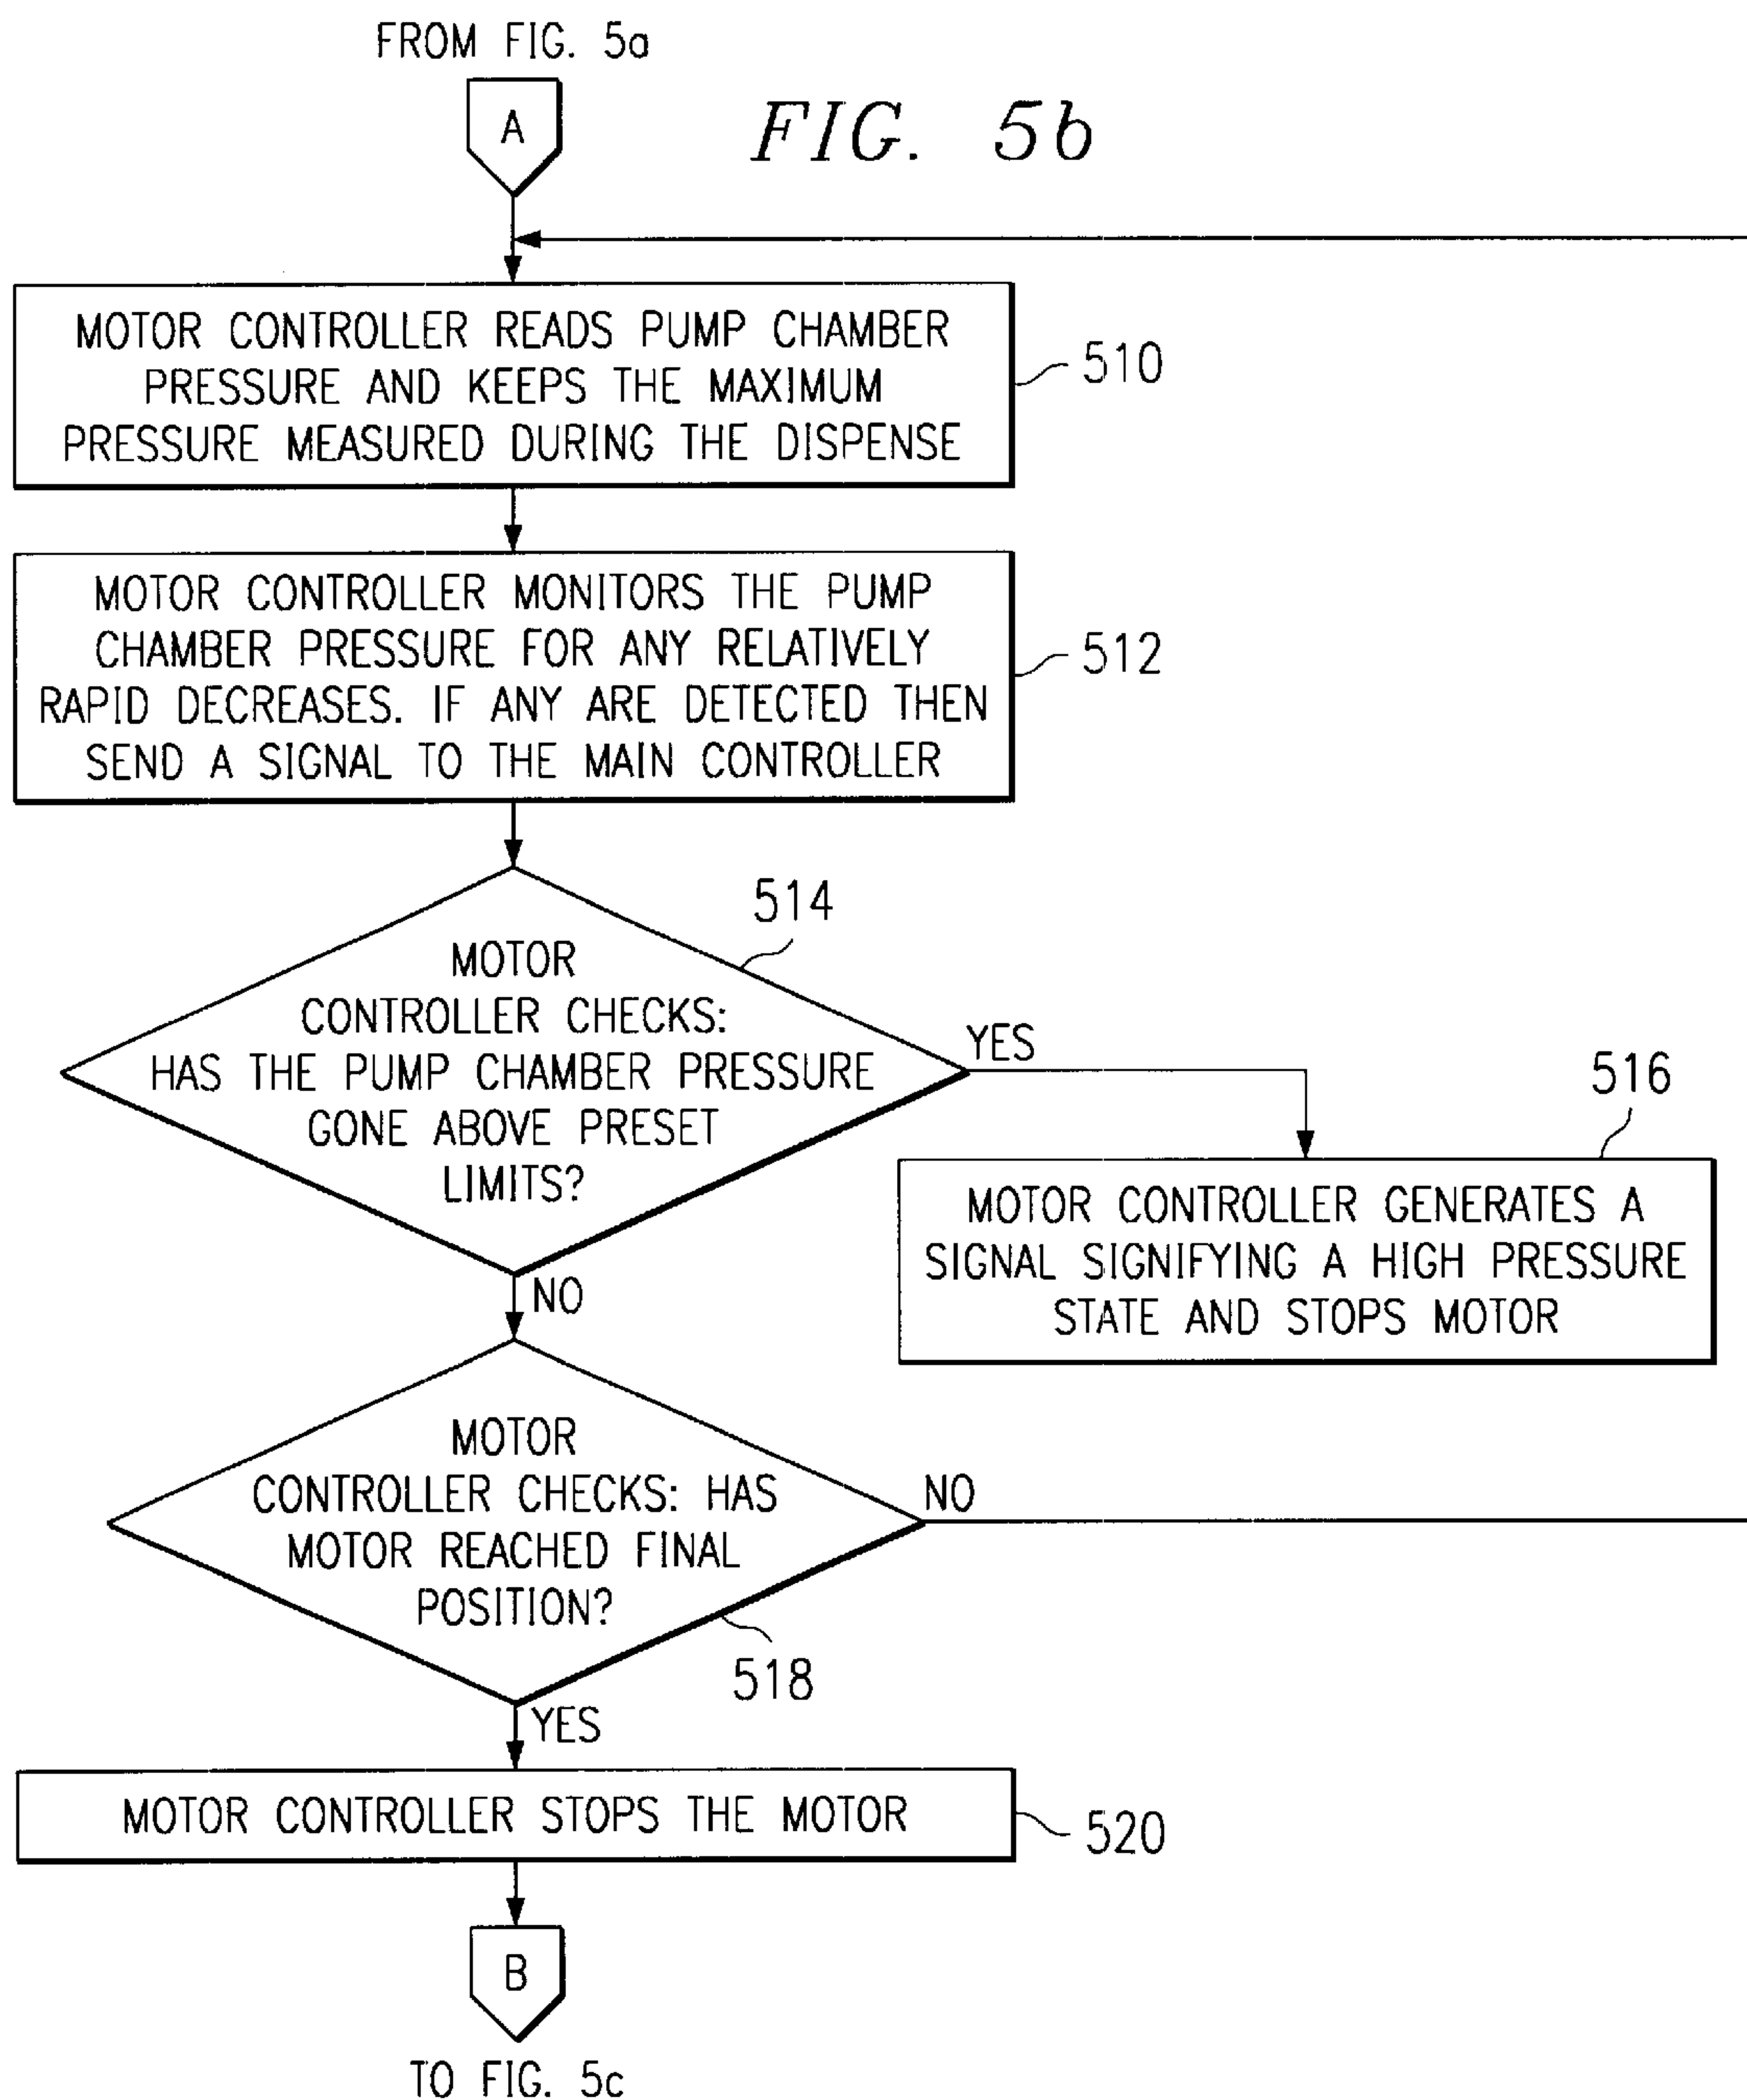 FROM FIG. 5a
A
FIG. 5b
MOTOR CONTROLLER READS PUMP CHAMBER
PRESSURE AND KEEPS THE MAXIMUM
PRESSURE MEASURED DURING THE DISPENSE
510
MOTOR CONTROLLER MONITORS THE PUMP
CHAMBER PRESSURE FOR ANY RELATIVELY
RAPID DECREASES. IF ANY ARE DETECTED THEN
SEND A SIGNAL TO THE MAIN CONTROLLER
512
514
MOTOR
CONTROLLER CHECKS:
HAS THE PUMP CHAMBER PRESSURE
GONE ABOVE PRESET
LIMITS?
YES
516
MOTOR CONTROLLER GENERATES A
SIGNAL SIGNIFYING A HIGH PRESSURE
STATE AND STOPS MOTOR
NO
MOTOR
CONTROLLER CHECKS: HAS
MOTOR REACHED FINAL
POSITION?
NO
518
YES
MOTOR CONTROLLER STOPS THE MOTOR
520
B
TO FIG. 5c